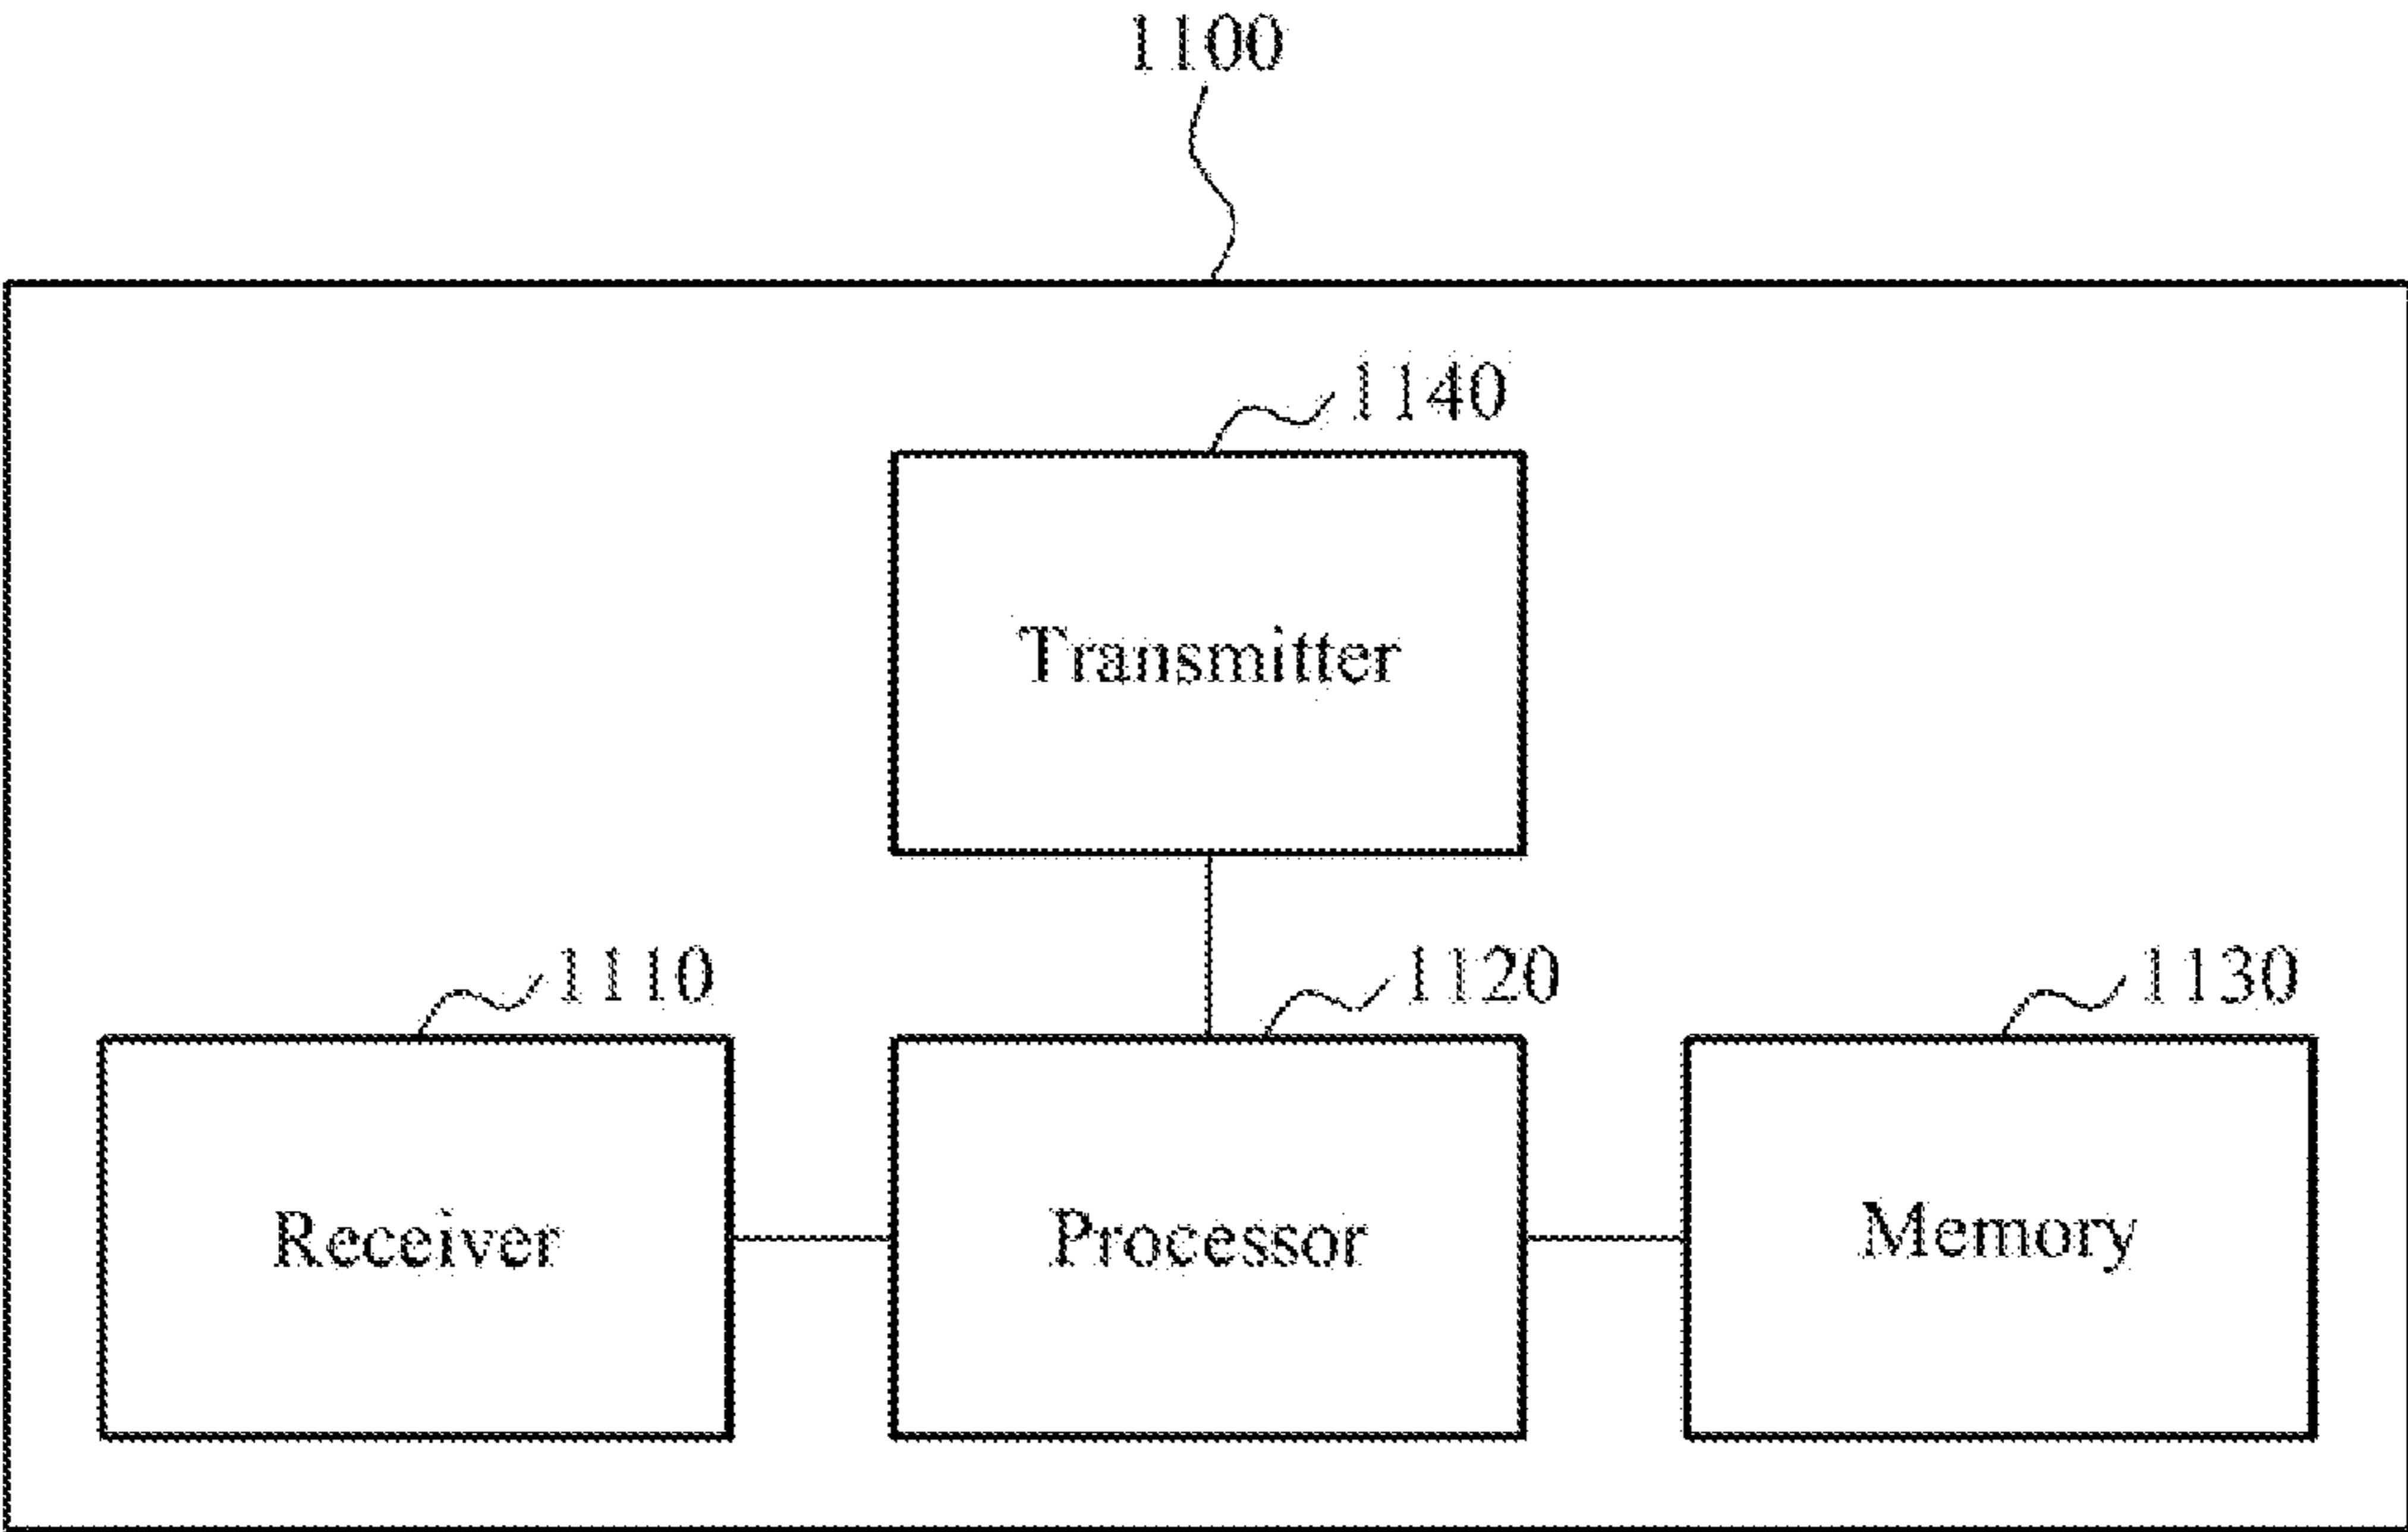 1100
1140
Transmitter
1110
1120
1130
Receiver
Processor
Memory